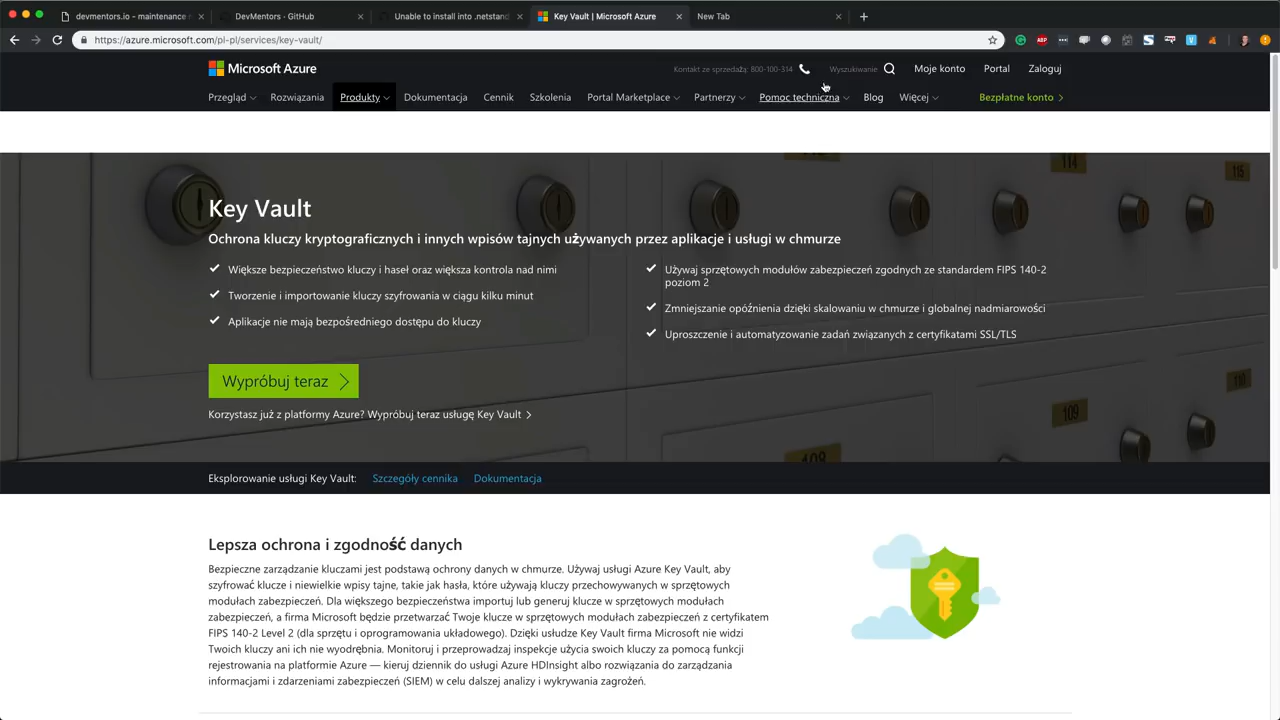 devmentors.io - maintenance r
DevMentors · GitHub
Unable to install into .netstand
Key Vault | Microsoft Azure
New Tab
https://azure.microsoft.com/pl-pl/services/key-vault/
ABP
Microsoft Azure
Kontakt ze sprzedażą: 800-100-314
Wyszukiwanie
Moje konto
Portal
Zaloguj
Przegląd
Rozwiązania
Produkty
Dokumentacja
Cennik
Szkolenia
Portal Marketplace
Partnerzy
Pomoc techniczna
Blog
Więcej
Bezpłatne konto
114
115
Key Vault
Ochrona kluczy kryptograficznych i innych wpisów tajnych używanych przez aplikacje i usługi w chmurze
Większe bezpieczeństwo kluczy i haseł oraz większa kontrola nad nimi
Tworzenie i importowanie kluczy szyfrowania w ciągu kilku minut
Aplikacje nie mają bezpośredniego dostępu do kluczy
Używaj sprzętowych modułów zabezpieczeń zgodnych ze standardem FIPS 140-2
poziom 2
Zmniejszanie opóźnienia dzięki skalowaniu w chmurze i globalnej nadmiarowości
Uproszczenie i automatyzowanie zadań związanych z certyfikatami SSL/TLS
110
109
108
Wypróbuj teraz
Korzystasz już z platformy Azure? Wypróbuj teraz usługę Key Vault
Eksplorowanie usługi Key Vault:
Szczegóły cennika
Dokumentacja
Lepsza ochrona i zgodność danych
Bezpieczne zarządzanie kluczami jest podstawą ochrony danych w chmurze. Używaj usługi Azure Key Vault, aby
szyfrować klucze i niewielkie wpisy tajne, takie jak hasła, które używają kluczy przechowywanych w sprzętowych
modułach zabezpieczeń. Dla większego bezpieczeństwa importuj lub generuj klucze w sprzętowych modułach
zabezpieczeń, a firma Microsoft będzie przetwarzać Twoje klucze w sprzętowych modułach zabezpieczeń z certyfikatem
FIPS 140-2 Level 2 (dla sprzętu i oprogramowania układowego). Dzięki usłudze Key Vault firma Microsoft nie widzi
Twoich kluczy ani ich nie wyodrębnia. Monitoruj i przeprowadzaj inspekcje użycia swoich kluczy za pomocą funkcji
rejestrowania na platformie Azure — kieruj dziennik do usługi Azure HDInsight albo rozwiązania do zarządzania
informacjami i zdarzeniami zabezpieczeń (SIEM) w celu dalszej analizy i wykrywania zagrożeń.